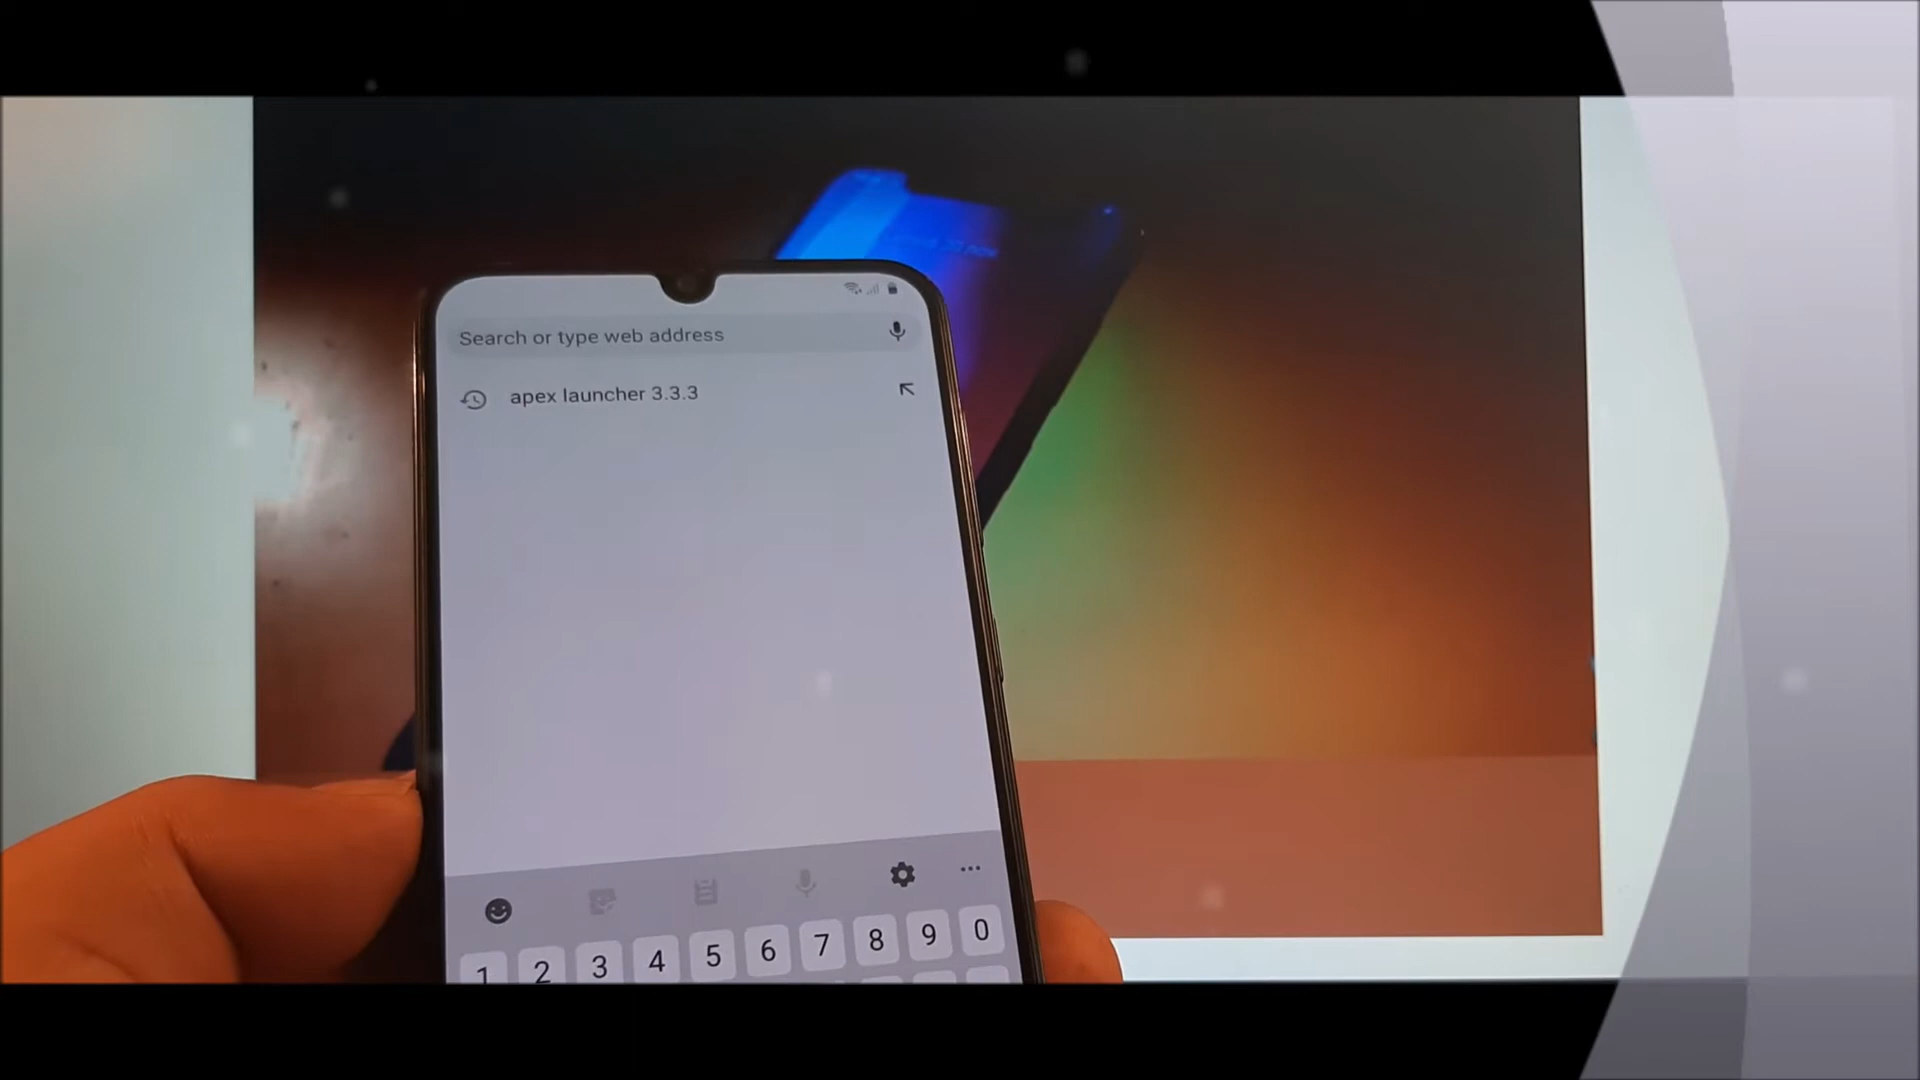 Search or type web address
apex launcher 3.3.3
1 2 3 4 5 6 7 8 9 0